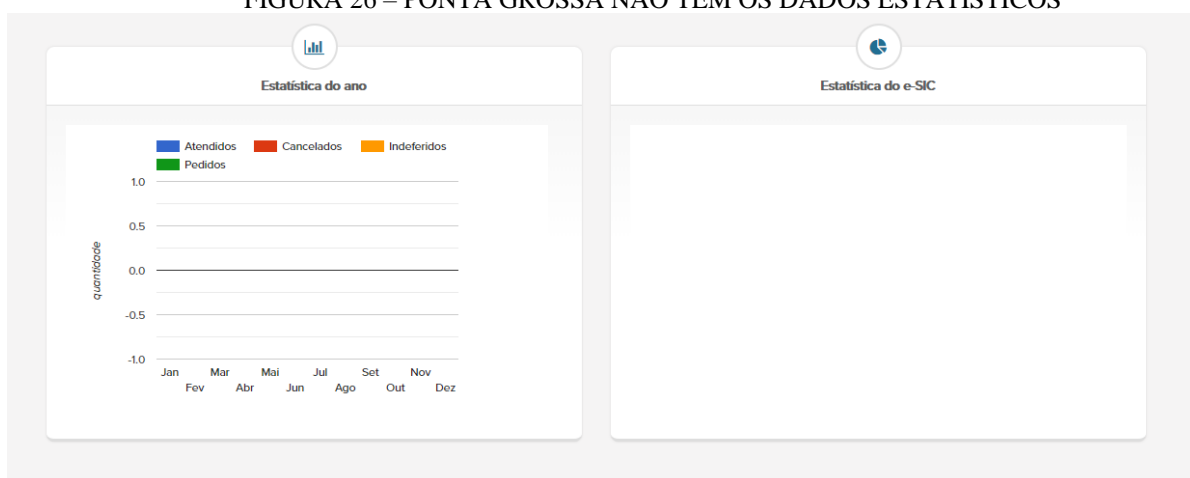 FIGURA 26 – PONTA GROSSA NÃO TEM OS DADOS ESTATÍSTICOS
Estatística do ano
Atendidos Cancelados Indeferidos
Pedidos
1.0
0.5
0.0
-0.5
-1.0
quantidade
Jan Mar Mai Jul Set Nov
Fev Abr Jun Ago Out Dez
Estatística do e-SIC